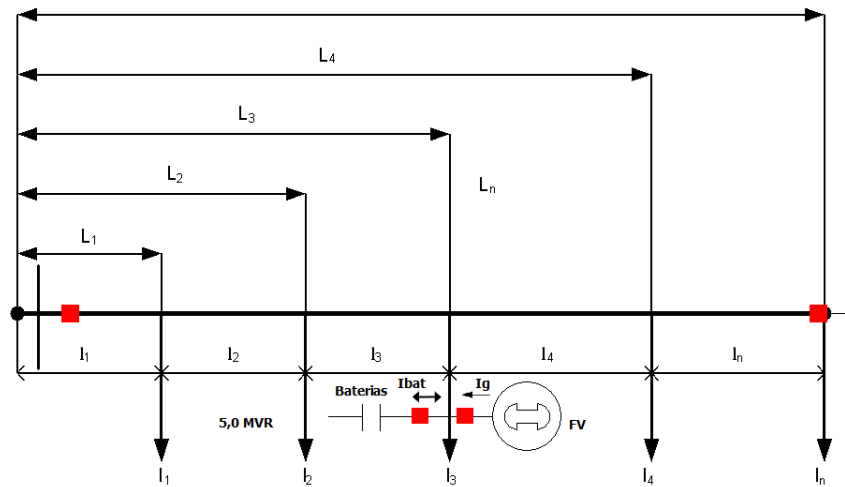 L4
L3
L2
Ln
L1
l1
l2
l3
l4
ln
Baterias
Ibat
Ig
5,0 MVR
FV
I1
I2
I3
I4
In